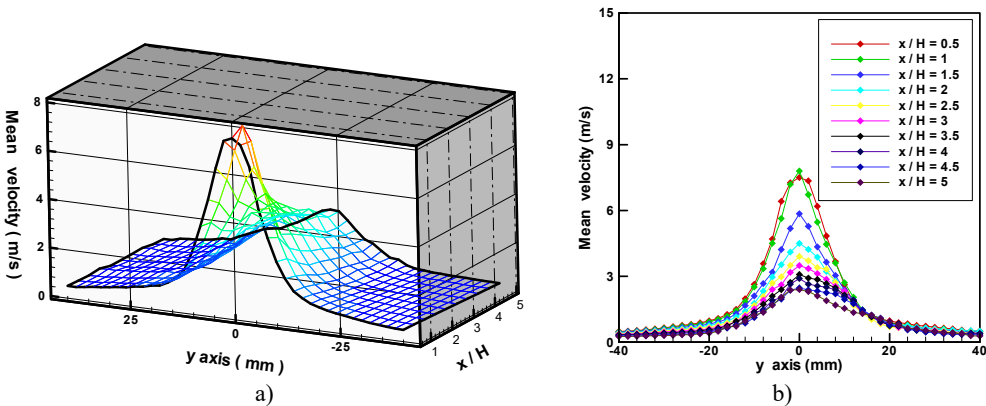 Mean velocity ( m/s )
8
6
4
2
0
25
0
-25
y axis ( mm )
1
2
3
4
5
x / H
a)
Mean velocity (m/s)
15
12
9
6
3
0
-40
-20
0
20
40
y axis (mm)
x / H = 0.5
x / H = 1
x / H = 1.5
x / H = 2
x / H = 2.5
x / H = 3
x / H = 3.5
x / H = 4
x / H = 4.5
x / H = 5
b)